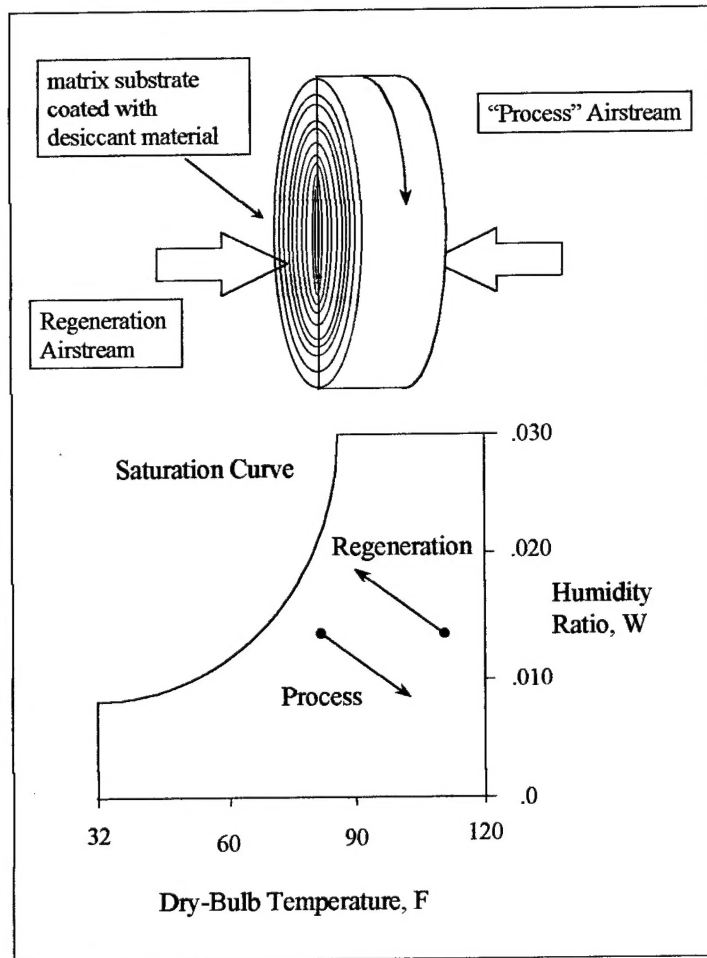 matrix substrate
coated with
desiccant material
“Process” Airstream
Regeneration
Airstream
Saturation Curve
Regeneration
Process
.030
.020
Humidity
Ratio, W
.010
.0
32
60
90
120
Dry-Bulb Temperature, F